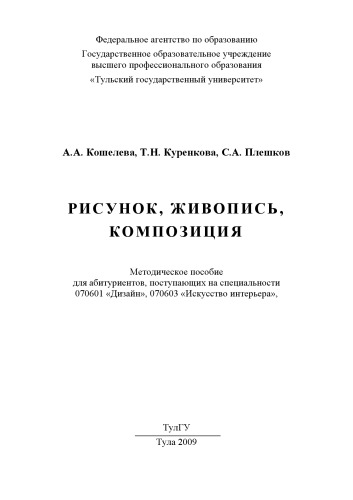 Федеральное агентство по образованию
Государственное образовательное учреждение
высшего профессионального образования
«Тульский государственный университет»
А.А. Кошелева, Т.Н. Куренкова, С.А. Плешков
РИСУНОК, ЖИВОПИСЬ,
КОМПОЗИЦИЯ
Методическое пособие
для абитуриентов, поступающих на специальности
070601 «Дизайн», 070603 «Искусство интерьера»,
ТулГУ
Тула 2009